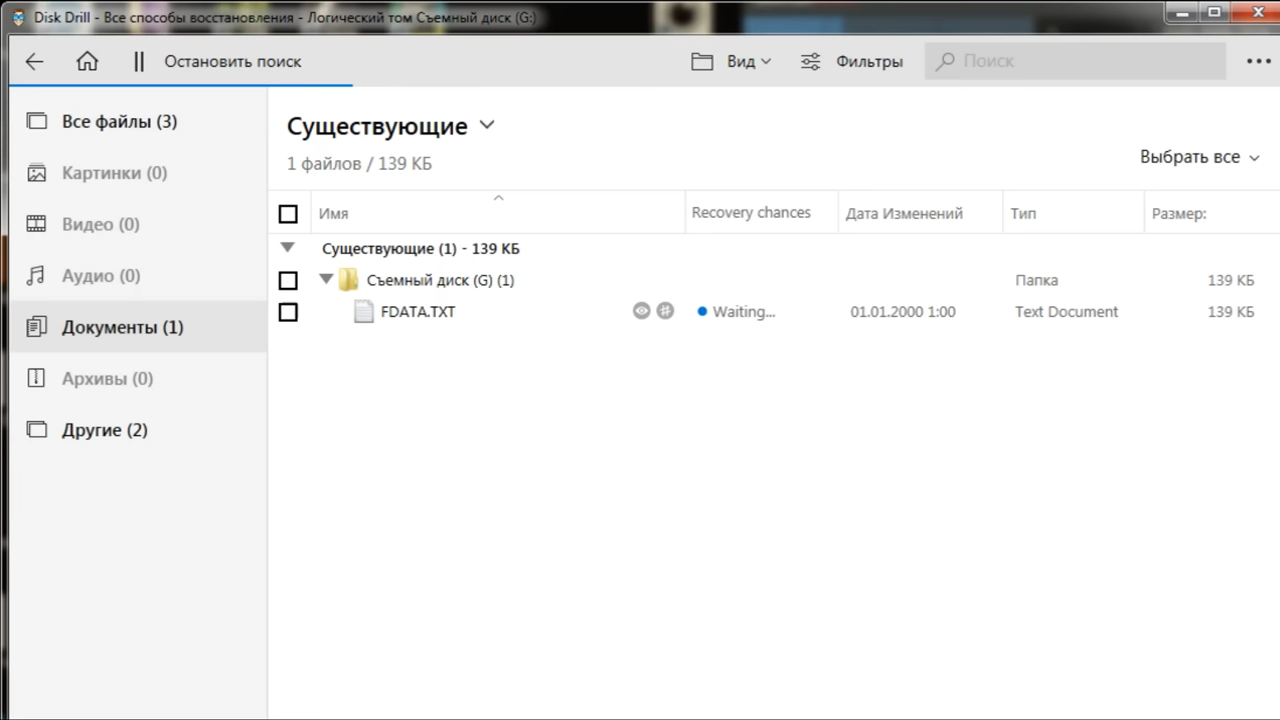 Disk Drill - Все способы восстановления - Логический том Съемный диск (G:)
Остановить поиск
Вид
Фильтры
Поиск
Все файлы (3)
Картинки (0)
Видео (0)
Аудио (0)
Документы (1)
Архивы (0)
Другие (2)
Существующие
1 файлов / 139 КБ
Выбрать все
Имя Recovery chances Дата Изменений Тип Размер:
Существующие (1) - 139 КБ
Съемный диск (G) (1) Папка 139 КБ
FDATA.TXT Waiting... 01.01.2000 1:00 Text Document 139 КБ